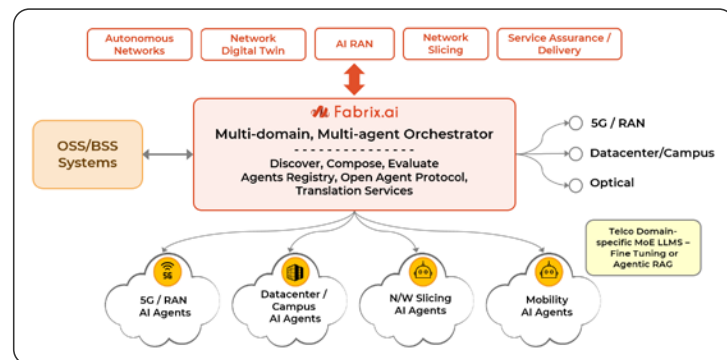 Autonomous
Networks
Network
Digital Twin
AI RAN
Network
Slicing
Service Assurance /
Delivery
Fabrix.ai
Multi-domain, Multi-agent Orchestrator
Discover, Compose, Evaluate
Agents Registry, Open Agent Protocol,
Translation Services
OSS/BSS
Systems
5G / RAN
Datacenter/Campus
Optical
Telco Domain-
specific MoE LLMS –
Fine Tuning or
Agentic RAG
5G
5G / RAN
AI Agents
Datacenter /
Campus
AI Agents
N/W Slicing
AI Agents
Mobility
AI Agents